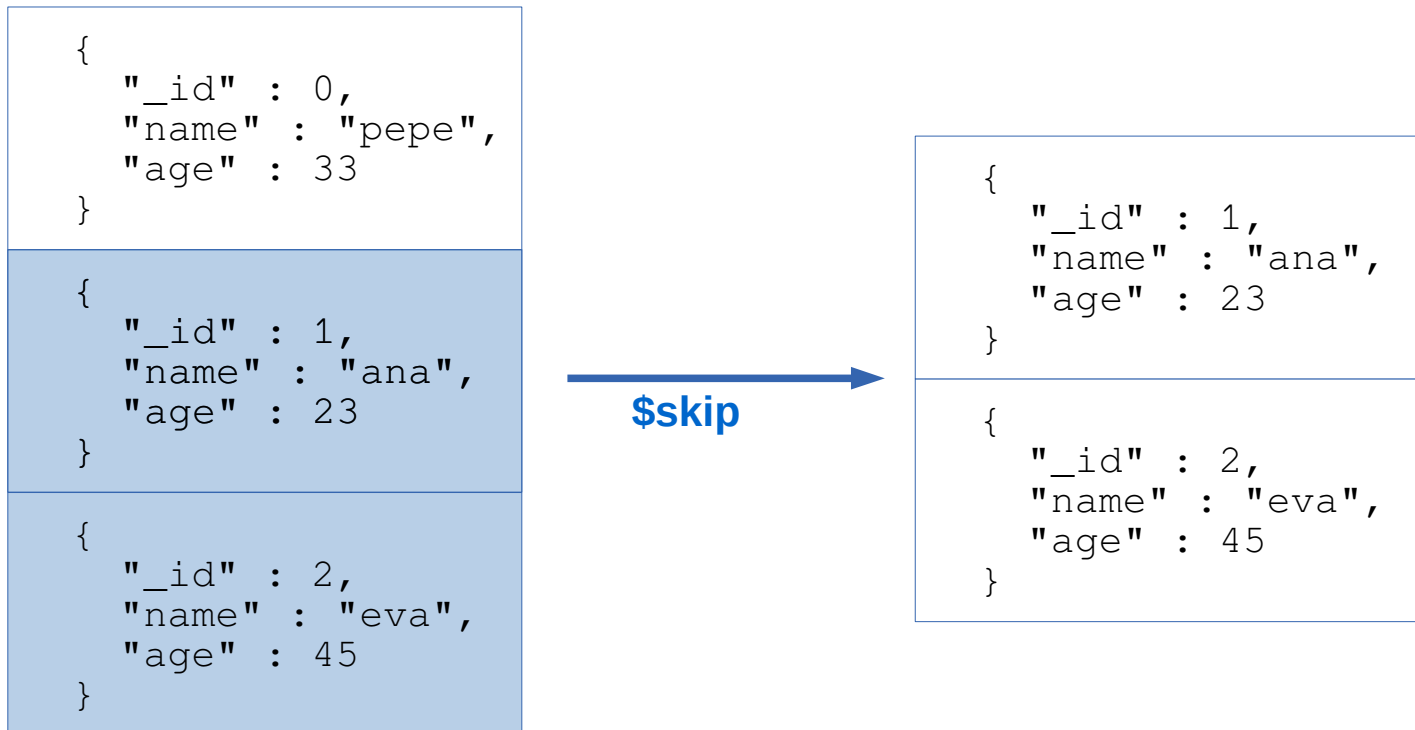 {
"_id" : 0,
"name" : "pepe",
"age" : 33
}
{
"_id" : 1,
"name" : "ana",
"age" : 23
}
{
"_id" : 2,
"name" : "eva",
"age" : 45
}
$skip
{
"_id" : 1,
"name" : "ana",
"age" : 23
}
{
"_id" : 2,
"name" : "eva",
"age" : 45
}